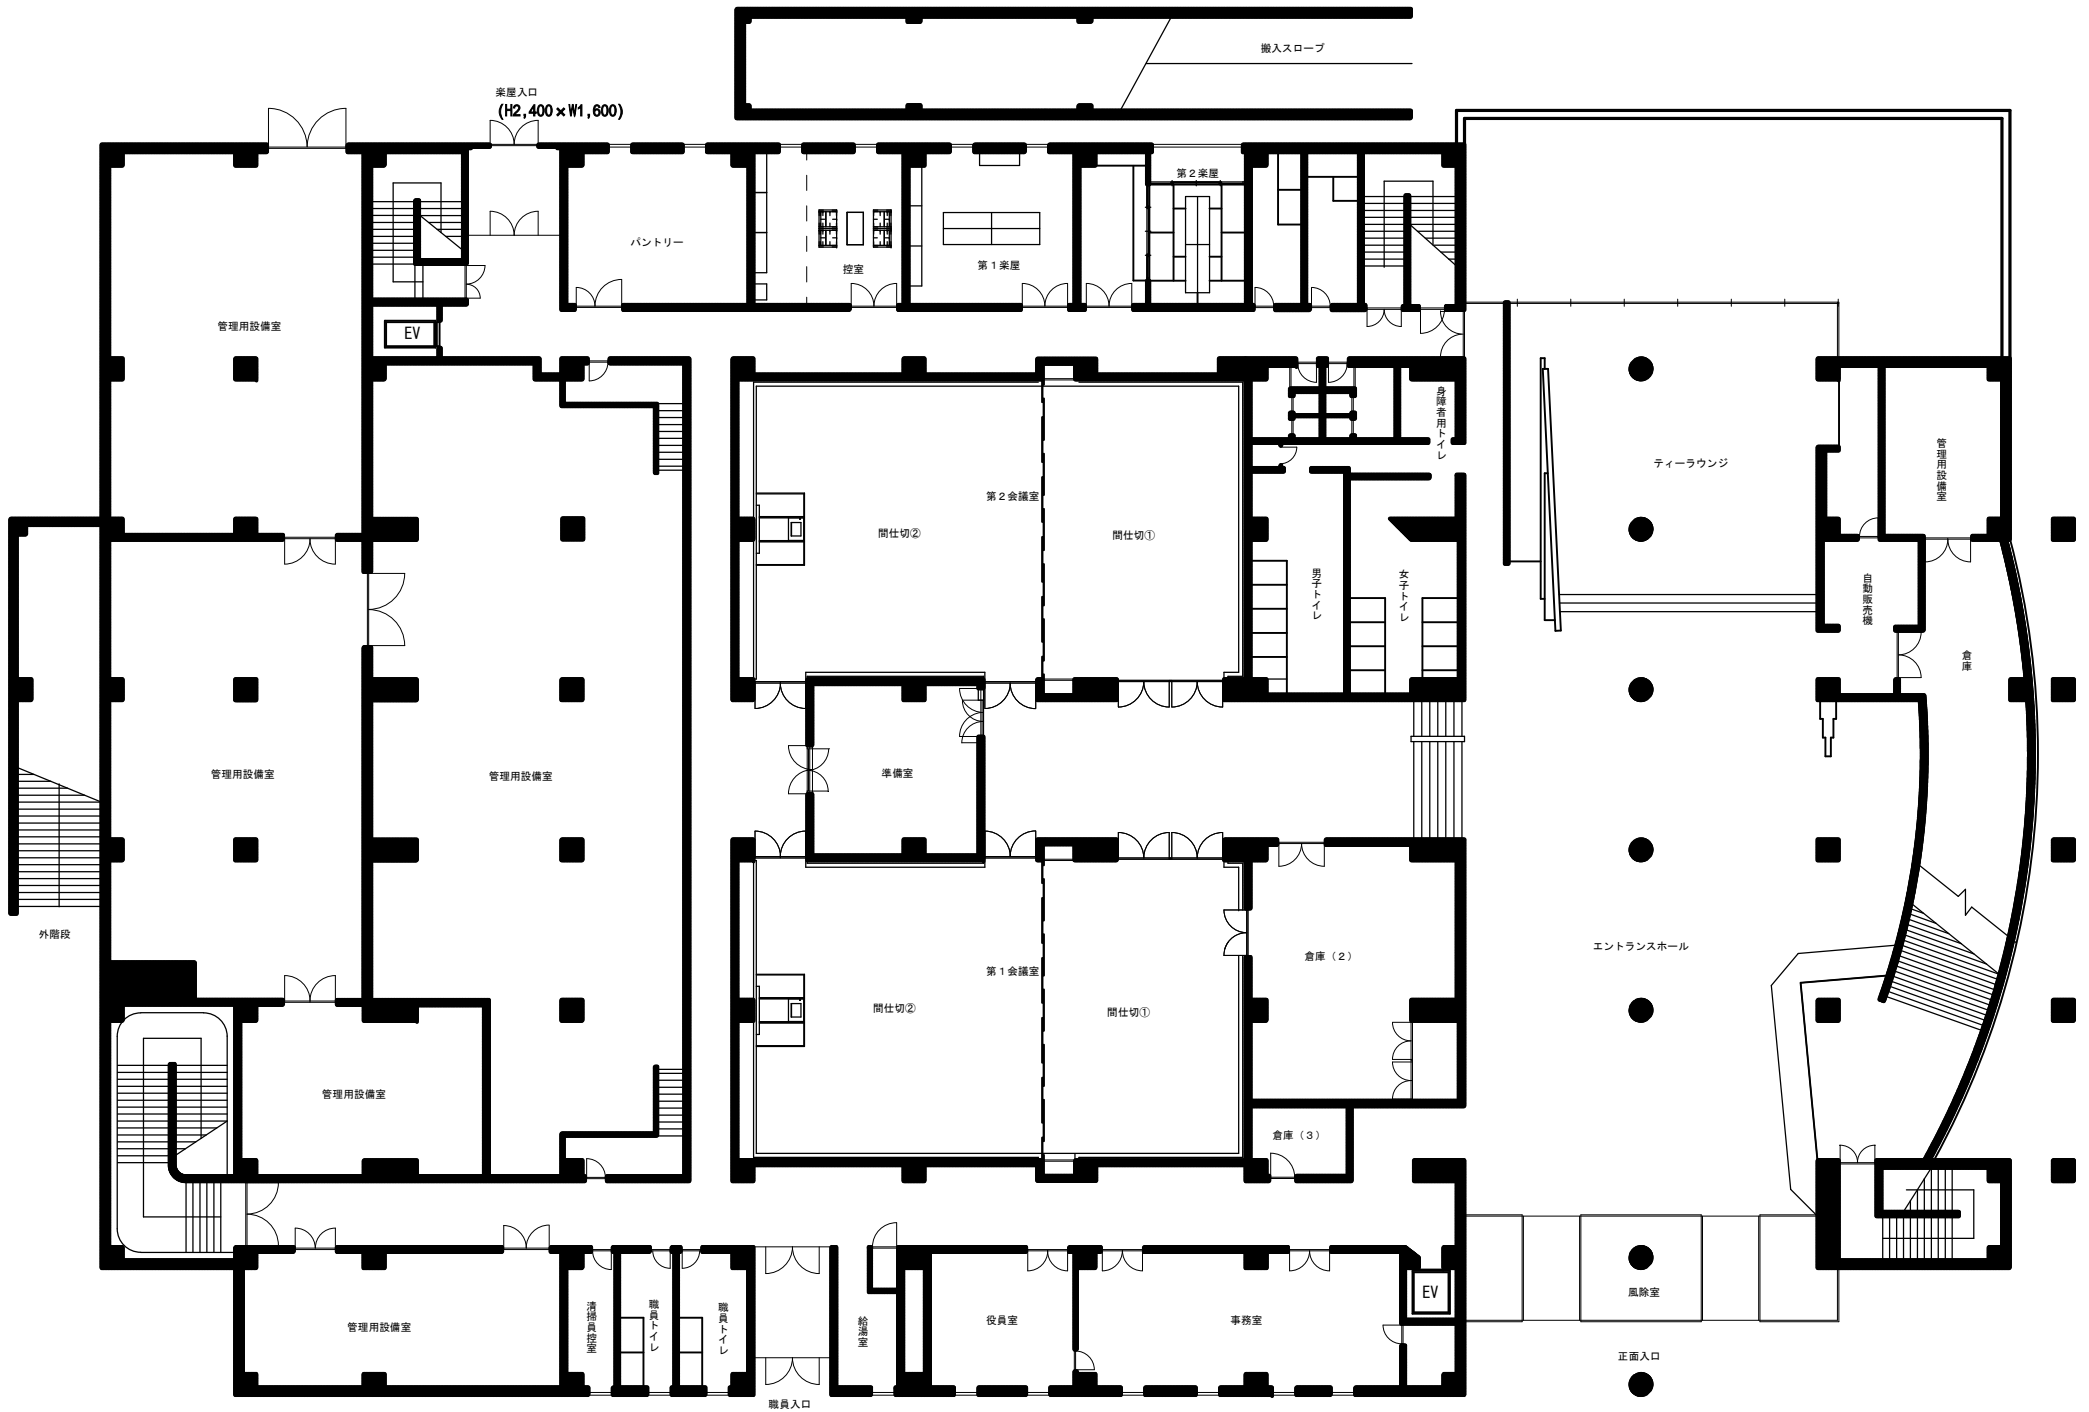 搬入スロープ
楽屋入口
(H2,400×W1,600)
第2楽屋
パントリー
控室
第1楽屋
管理用設備室
EV
身障者用トイレ
ティーラウンジ
管理用設備室
第2会議室
間仕切②
間仕切①
男子トイレ
女子トイレ
自動販売機
倉庫
管理用設備室
管理用設備室
準備室
外階段
エントランスホール
倉庫(2)
第1会議室
間仕切②
間仕切①
管理用設備室
倉庫(3)
管理用設備室
清掃員控室
職員トイレ
職員トイレ
給湯室
役員室
事務室
EV
風除室
正面入口
職員入口